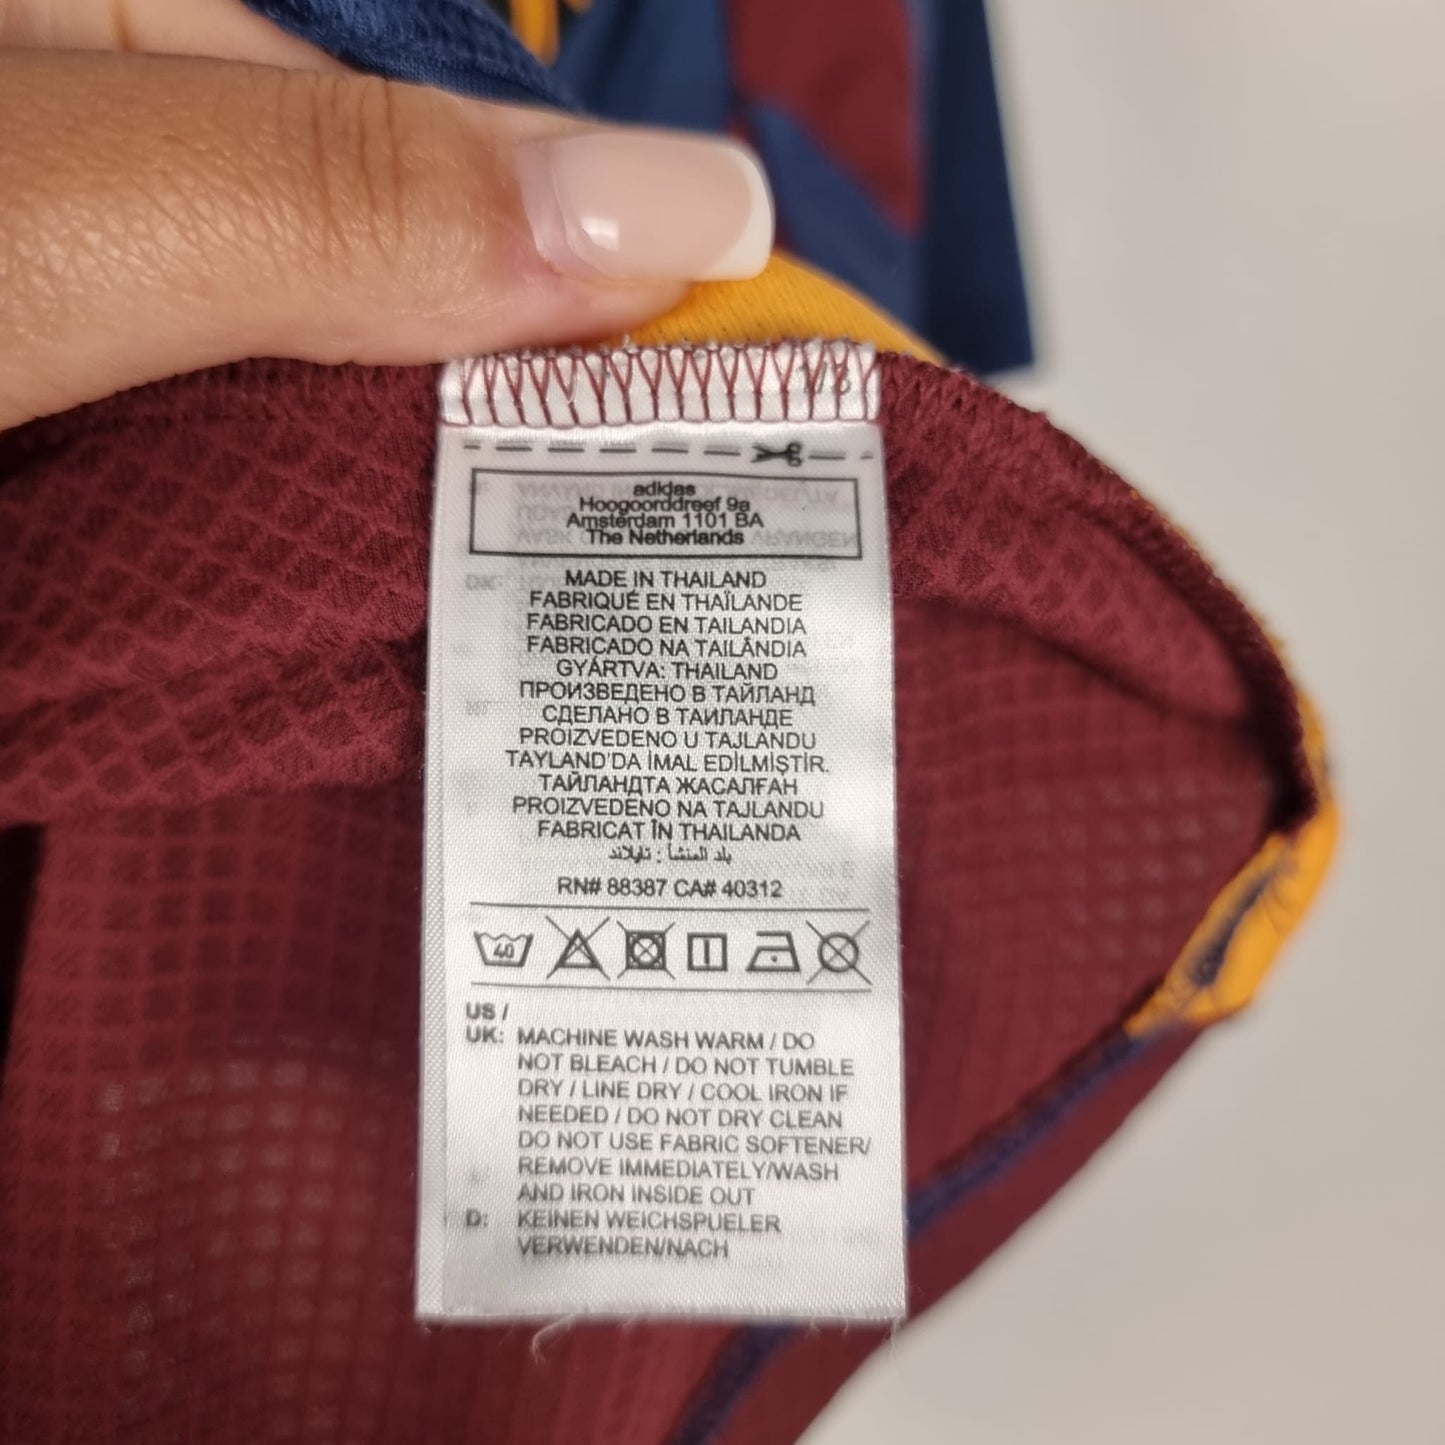 1/3
adidas
Hoogoorddreef 9a
Amsterdam 1101 BA
The Netherlands
MADE IN THAILAND
FABRIQUÉ EN THAÏLANDE
FABRICADO EN TAILANDIA
FABRICADO NA TAILÂNDIA
GYÁRTVA: THAILAND
ПРОИЗВЕДЕНО В ТАЙЛАНД
СДЕЛАНО В ТАИЛАНДЕ
PROIZVEDENO U TAJLANDU
TAYLAND'DA İMAL EDİLMİŞTİR.
ТАЙЛАНДТА ЖАСАЛҒАН
PROIZVEDENO NA TAJLANDU
FABRICAT ÎN THAILANDA
بلد المنشأ : تايلاند
RN# 88387 CA# 40312
40
US /
UK: MACHINE WASH WARM / DO
NOT BLEACH / DO NOT TUMBLE
DRY / LINE DRY / COOL IRON IF
NEEDED / DO NOT DRY CLEAN
DO NOT USE FABRIC SOFTENER/
REMOVE IMMEDIATELY/WASH
AND IRON INSIDE OUT
D: KEINEN WEICHSPUELER
VERWENDEN/NACH